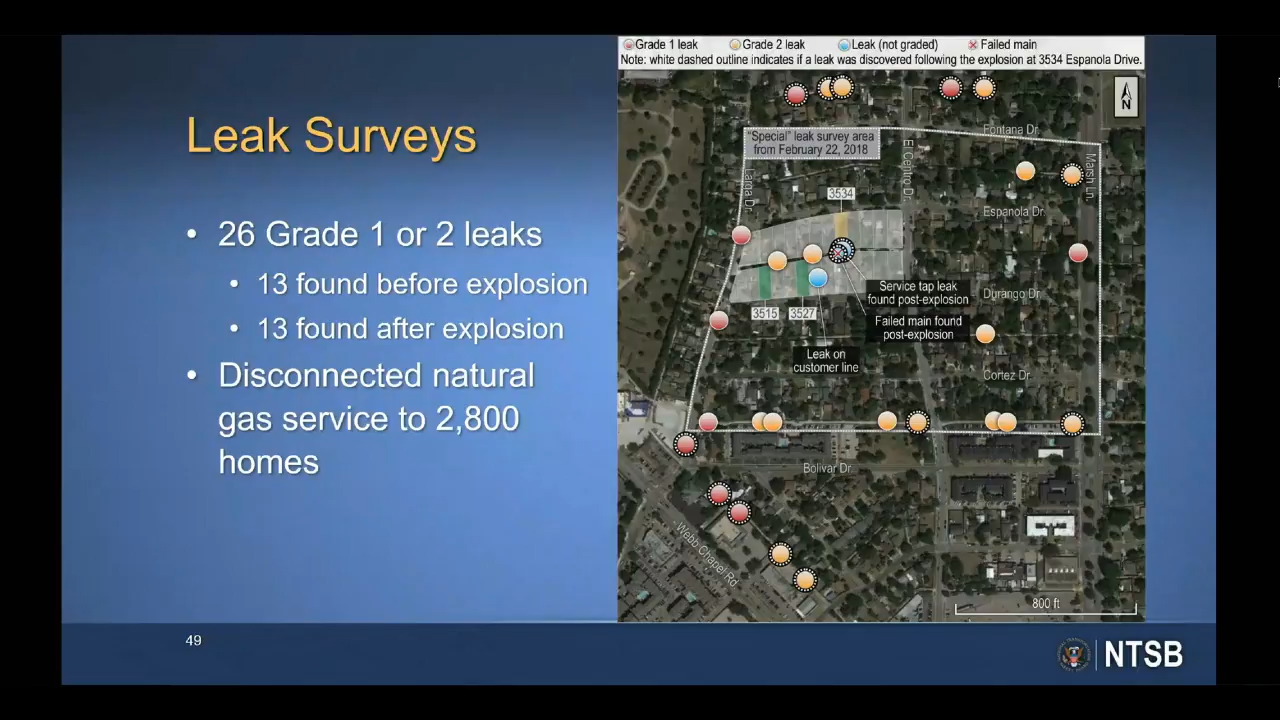 Grade 1 leak Grade 2 leak Leak (not graded) Failed main
Note: white dashed outline indicates if a leak was discovered following the explosion at 3534 Espanola Drive.
Leak Surveys
• 26 Grade 1 or 2 leaks
• 13 found before explosion
• 13 found after explosion
• Disconnected natural
gas service to 2,800
homes
N
Fontana Dr.
"Special" leak survey area
from February 22, 2018
El Centro Dr.
Marsh Ln.
Larga Dr.
3534
Espanola Dr.
Service tap leak
found post-explosion
Durango Dr.
3515
3527
Failed main found
post-explosion
Leak on
customer line
Cortez Dr.
Bolivar Dr.
Webb Chapel Rd.
800 ft
49
NTSB